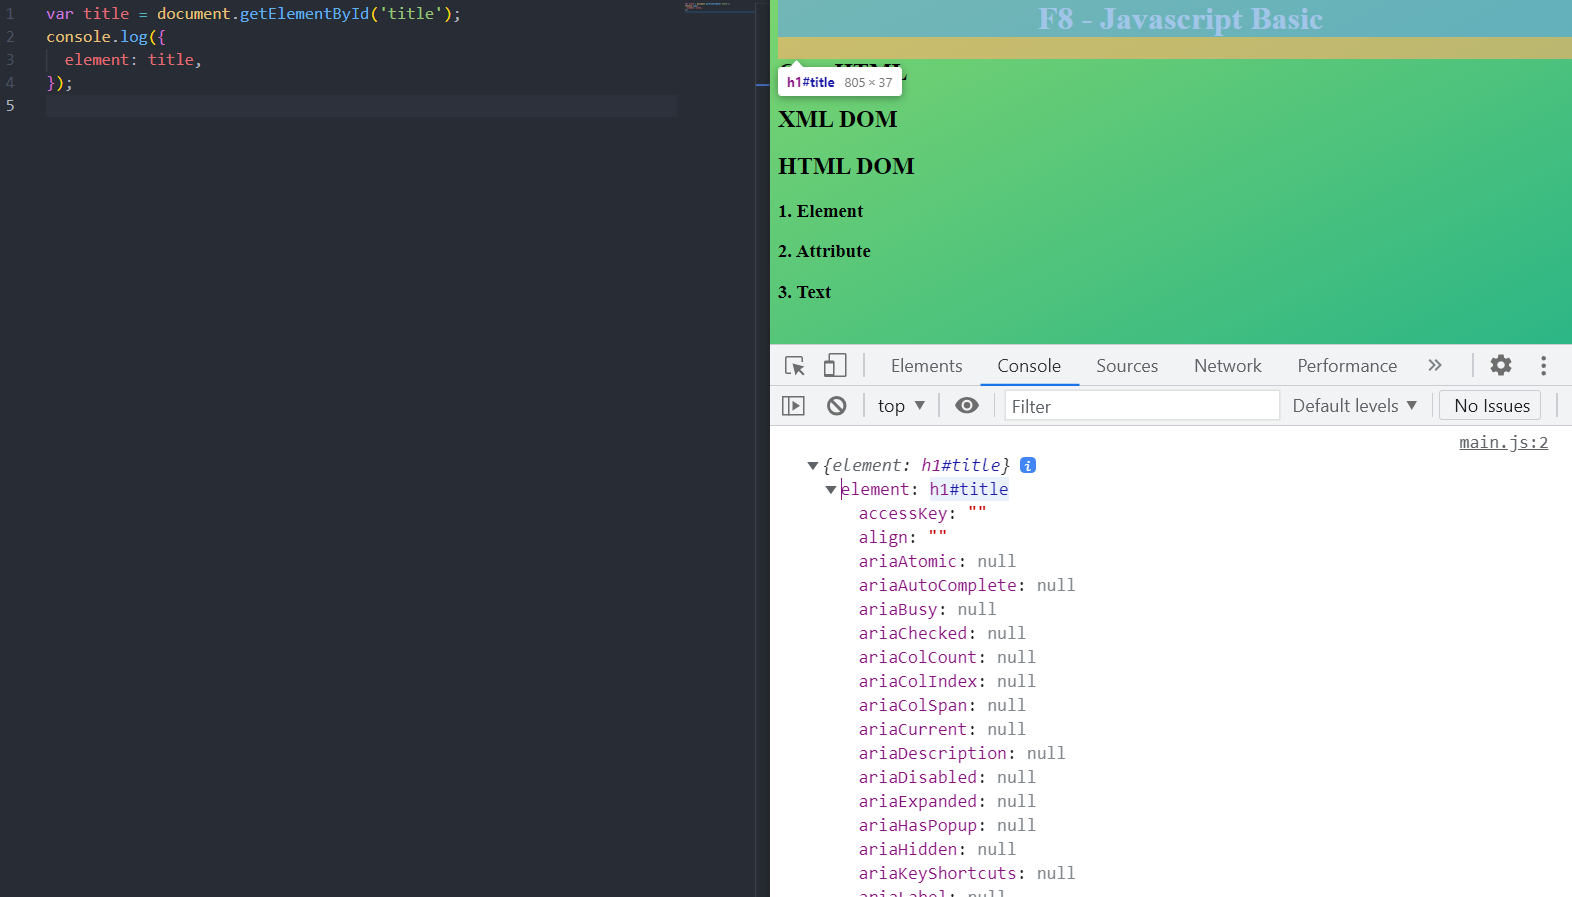 1 var title = document.getElementById('title');
2 console.log({
3 element: title,
4 });
5
F8 - Javascript Basic
HTML
h1#title 805 × 37
XML DOM
HTML DOM
1. Element
2. Attribute
3. Text
Elements Console Sources Network Performance »
top ▼ Filter Default levels ▼ No Issues
main.js:2
▼{element: h1#title} i
▼element: h1#title
accessKey: ""
align: ""
ariaAtomic: null
ariaAutoComplete: null
ariaBusy: null
ariaChecked: null
ariaColCount: null
ariaColIndex: null
ariaColSpan: null
ariaCurrent: null
ariaDescription: null
ariaDisabled: null
ariaExpanded: null
ariaHasPopup: null
ariaHidden: null
ariaKeyShortcuts: null
ariaLabel: null